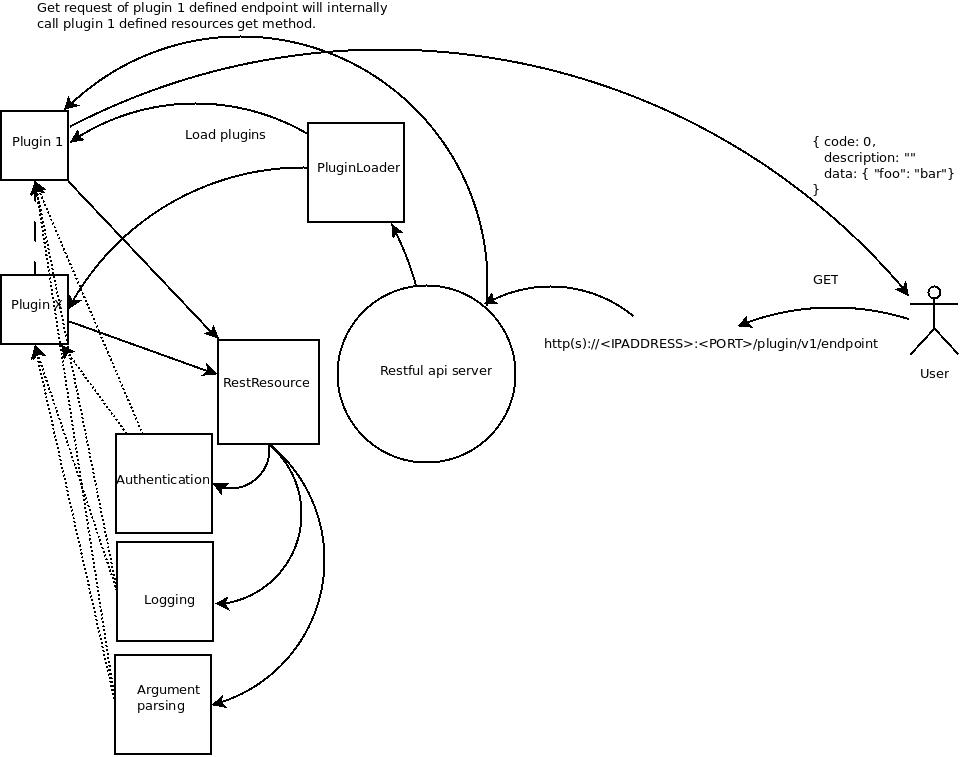 Get request of plugin 1 defined endpoint will internally
call plugin 1 defined resources get method.
Plugin 1
Load plugins
PluginLoader
{ code: 0,
description: ""
data: { "foo": "bar"}
}
GET
Plugin
http(s)://<IPADDRESS>:<PORT>/plugin/v1/endpoint
Restful api server
User
RestResource
Authentication
Logging
Argument
parsing